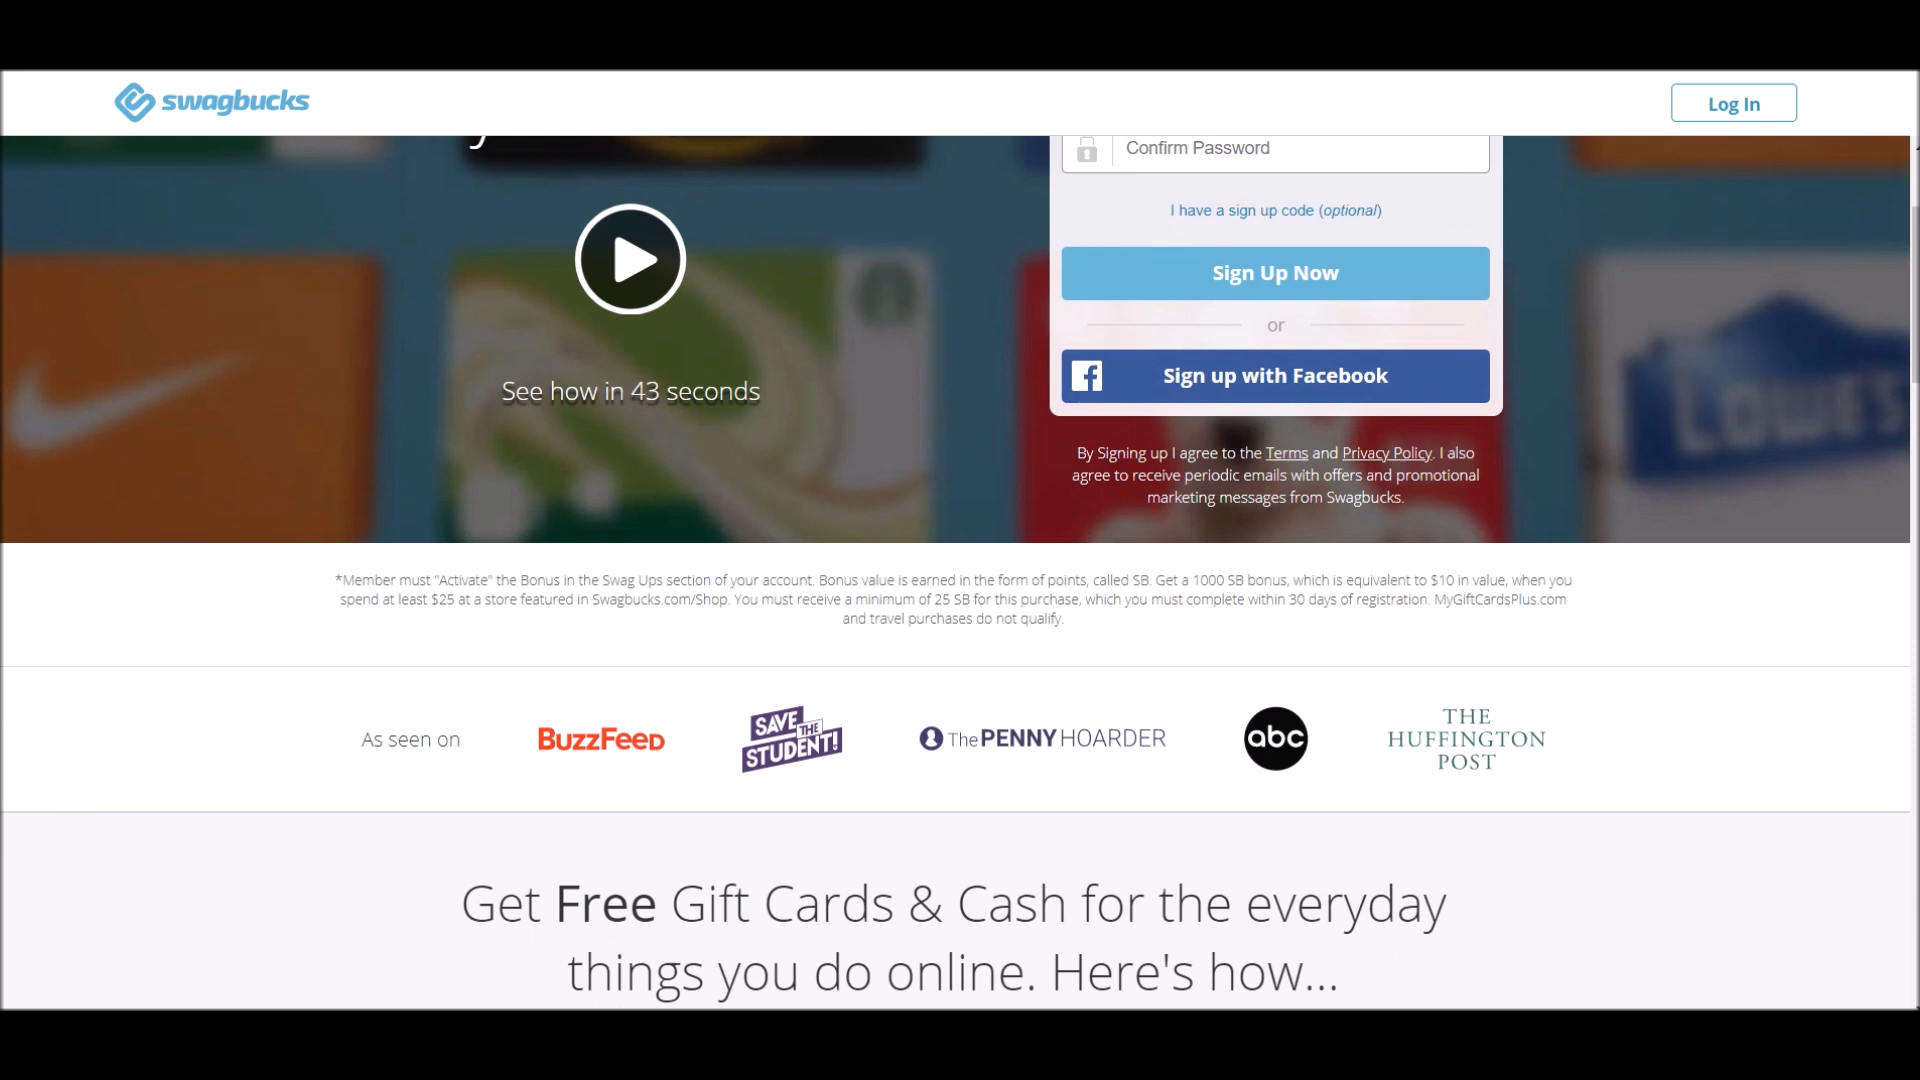 swagbucks
Log In
Confirm Password
I have a sign up code (optional)
Sign Up Now
or
Sign up with Facebook
See how in 43 seconds
By Signing up I agree to the Terms and Privacy Policy. I also
agree to receive periodic emails with offers and promotional
marketing messages from Swagbucks.
LOWE'S
*Member must "Activate" the Bonus in the Swag Ups section of your account. Bonus value is earned in the form of points, called SB. Get a 1000 SB bonus, which is equivalent to $10 in value, when you
spend at least $25 at a store featured in Swagbucks.com/Shop. You must receive a minimum of 25 SB for this purchase, which you must complete within 30 days of registration. MyGiftCardsPlus.com
and travel purchases do not qualify.
As seen on
BuzzFeed
SAVE THE
STUDENT!
The PENNY HOARDER
abc
THE
HUFFINGTON
POST
Get Free Gift Cards & Cash for the everyday
things you do online. Here's how...